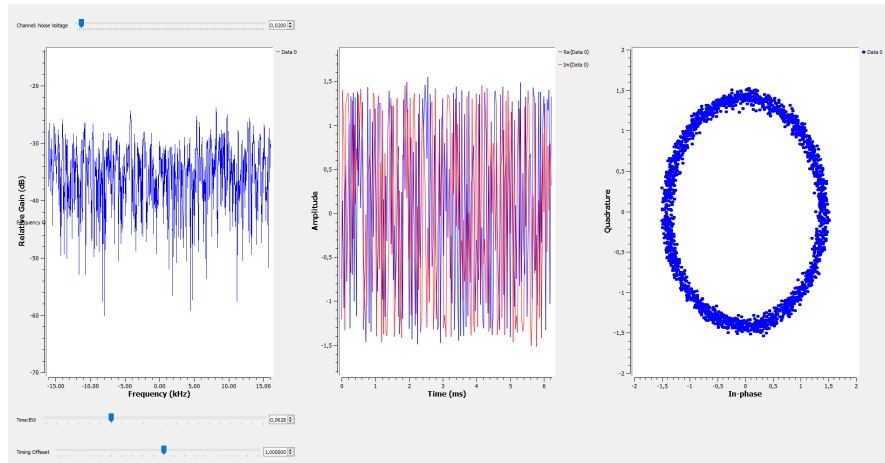 Channel: Noise Voltage
0,0200
Data 0
-20
-30
-40
-50
-60
-70
Relative Gain (dB)
-15.00 -10.00 -5.00 0.00 5.00 10.00 15.00
Frequency (kHz)
Re{Data 0}
Im{Data 0}
1,5
1
0,5
0
-0,5
-1
-1,5
Amplitude
0 1 2 3 4 5 6
Time (ms)
Data 0
2
1,5
1
0,5
0
-0,5
-1
-1,5
-2
Quadrature
-2 -1,5 -1 -0,5 0 0,5 1 1,5 2
In-phase
Time:BW
0,0628
Timing Offeset
1,000000